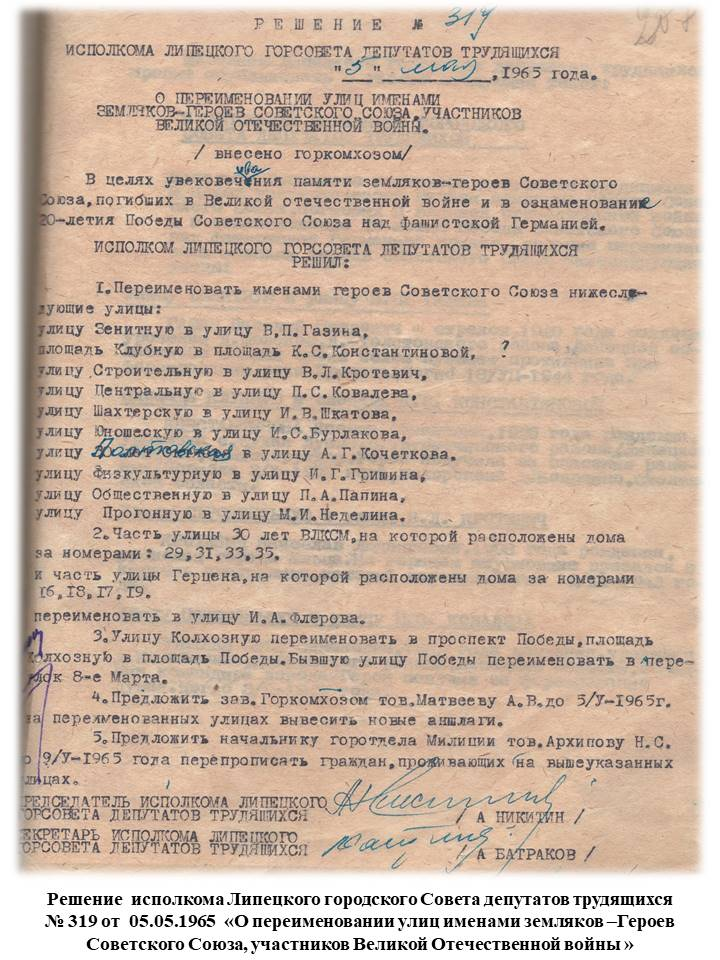 РЕШЕНИЕ № 319
ИСПОЛКОМА ЛИПЕЦКОГО ГОРСОВЕТА ДЕПУТАТОВ ТРУДЯЩИХСЯ
"5" мая, 1965 года.
О ПЕРЕИМЕНОВАНИИ УЛИЦ ИМЕНАМИ
ЗЕМЛЯКОВ-ГЕРОЕВ СОВЕТСКОГО СОЮЗА, УЧАСТНИКОВ
ВЕЛИКОЙ ОТЕЧЕСТВЕННОЙ ВОЙНЫ.
/ внесено горкомхозом/
В целях увековечивания памяти земляков-героев Советского
Союза, погибших в Великой отечественной войне и в ознаменование
20-летия Победы Советского Союза над фашистской Германией.
ИСПОЛКОМ ЛИПЕЦКОГО ГОРСОВЕТА ДЕПУТАТОВ ТРУДЯЩИХСЯ
РЕШИЛ:
1.Переименовать именами героев Советского Союза нижесле-
дующие улицы:
улицу Зенитную в улицу В.П.Газина,
площадь Клубную в площадь К.С.Константиновой, ?
улицу Строительную в улицу В.Л.Кротевич,
улицу Центральную в улицу П.С.Ковалева,
улицу Шахтерскую в улицу И.В.Шкатова,
улицу Юношескую в улицу И.С.Бурлакова,
улицу в улицу А.Г.Кочеткова.
улицу Физкультурную в улицу И.Г.Гришина,
улицу Общественную в улицу П.А.Папина,
улицу Прогонную в улицу М.И.Неделина.
2.Часть улицы 30 лет ВЛКСМ, на которой расположены дома
за номерами: 29,31,33,35.
и часть улицы Герцена, на которой расположены дома за номерами
16,18,17,19.
переименовать в улицу И.А.Флерова.
3.Улицу Колхозную переименовать в проспект Победы, площадь
колхозную в площадь Победы. Бывшую улицу Победы переименовать в пере-
лок 8-е Марта.
4.Предложить зав.Горкомхозом тов.Матвееву А.В. до 5/V-1965г.
на переименованных улицах вывесить новые аншлаги.
5.Предложить начальнику горотдела Милиции тов.Архипову Н.С.
о 9/V-1965 года перепрописать граждан, проживающих на вышеуказанных
лицах.
РЕДСЕДАТЕЛЬ ИСПОЛКОМА ЛИПЕЦКОГО
ГОРСОВЕТА ДЕПУТАТОВ ТРУДЯЩИХСЯ / А НИКИТИН /
СЕКРЕТАРЬ ИСПОЛКОМА ЛИПЕЦКОГО
ГОРСОВЕТА ДЕПУТАТОВ ТРУДЯЩИХСЯ / А БАТРАКОВ /
Решение исполкома Липецкого городского Совета депутатов трудящихся
№ 319 от 05.05.1965 «О переименовании улиц именами земляков –Героев
Советского Союза, участников Великой Отечественной войны »